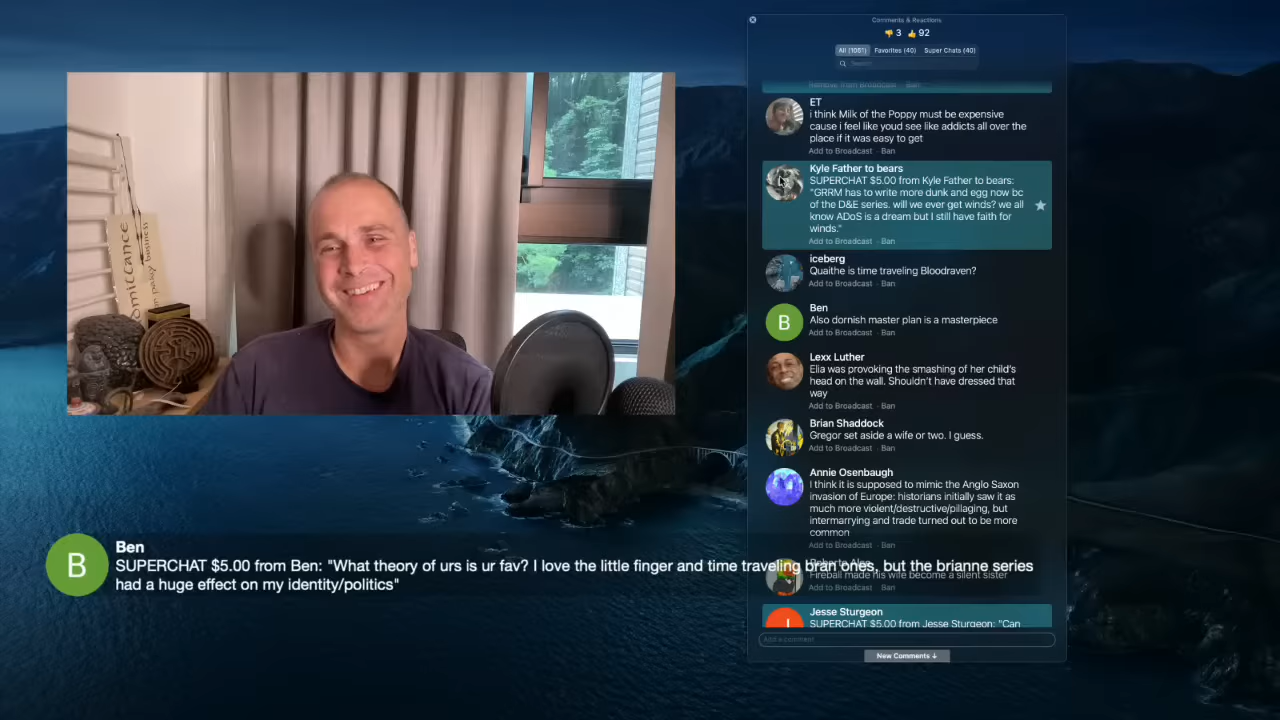 Comments & Reactions
👎 3 👍 92
All (1061) Favorites (40) Super Chats (40)
Search
Remove from Broadcast · Ban
ET
i think Milk of the Poppy must be expensive
cause i feel like youd see like addicts all over the
place if it was easy to get
Add to Broadcast · Ban
Kyle Father to bears
SUPERCHAT $5.00 from Kyle Father to bears:
"GRRM has to write more dunk and egg now bc
of the D&E series. will we ever get winds? we all
know ADoS is a dream but I still have faith for
winds."
Add to Broadcast · Ban
iceberg
Quaithe is time traveling Bloodraven?
Add to Broadcast · Ban
B
Ben
Also dornish master plan is a masterpiece
Add to Broadcast · Ban
Lexx Luther
Elia was provoking the smashing of her child's
head on the wall. Shouldn't have dressed that
way
Add to Broadcast · Ban
Brian Shaddock
Gregor set aside a wife or two. I guess.
Add to Broadcast · Ban
Annie Osenbaugh
I think it is supposed to mimic the Anglo Saxon
invasion of Europe: historians initially saw it as
much more violent/destructive/pillaging, but
intermarrying and trade turned out to be more
common
Add to Broadcast · Ban
Fireball made his wife become a silent sister
Add to Broadcast · Ban
J
Jesse Sturgeon
SUPERCHAT $5.00 from Jesse Sturgeon: "Can
Add a comment
New Comments ↓
B
Ben
SUPERCHAT $5.00 from Ben: "What theory of urs is ur fav? I love the little finger and time traveling bran ones, but the brianne series
had a huge effect on my identity/politics"